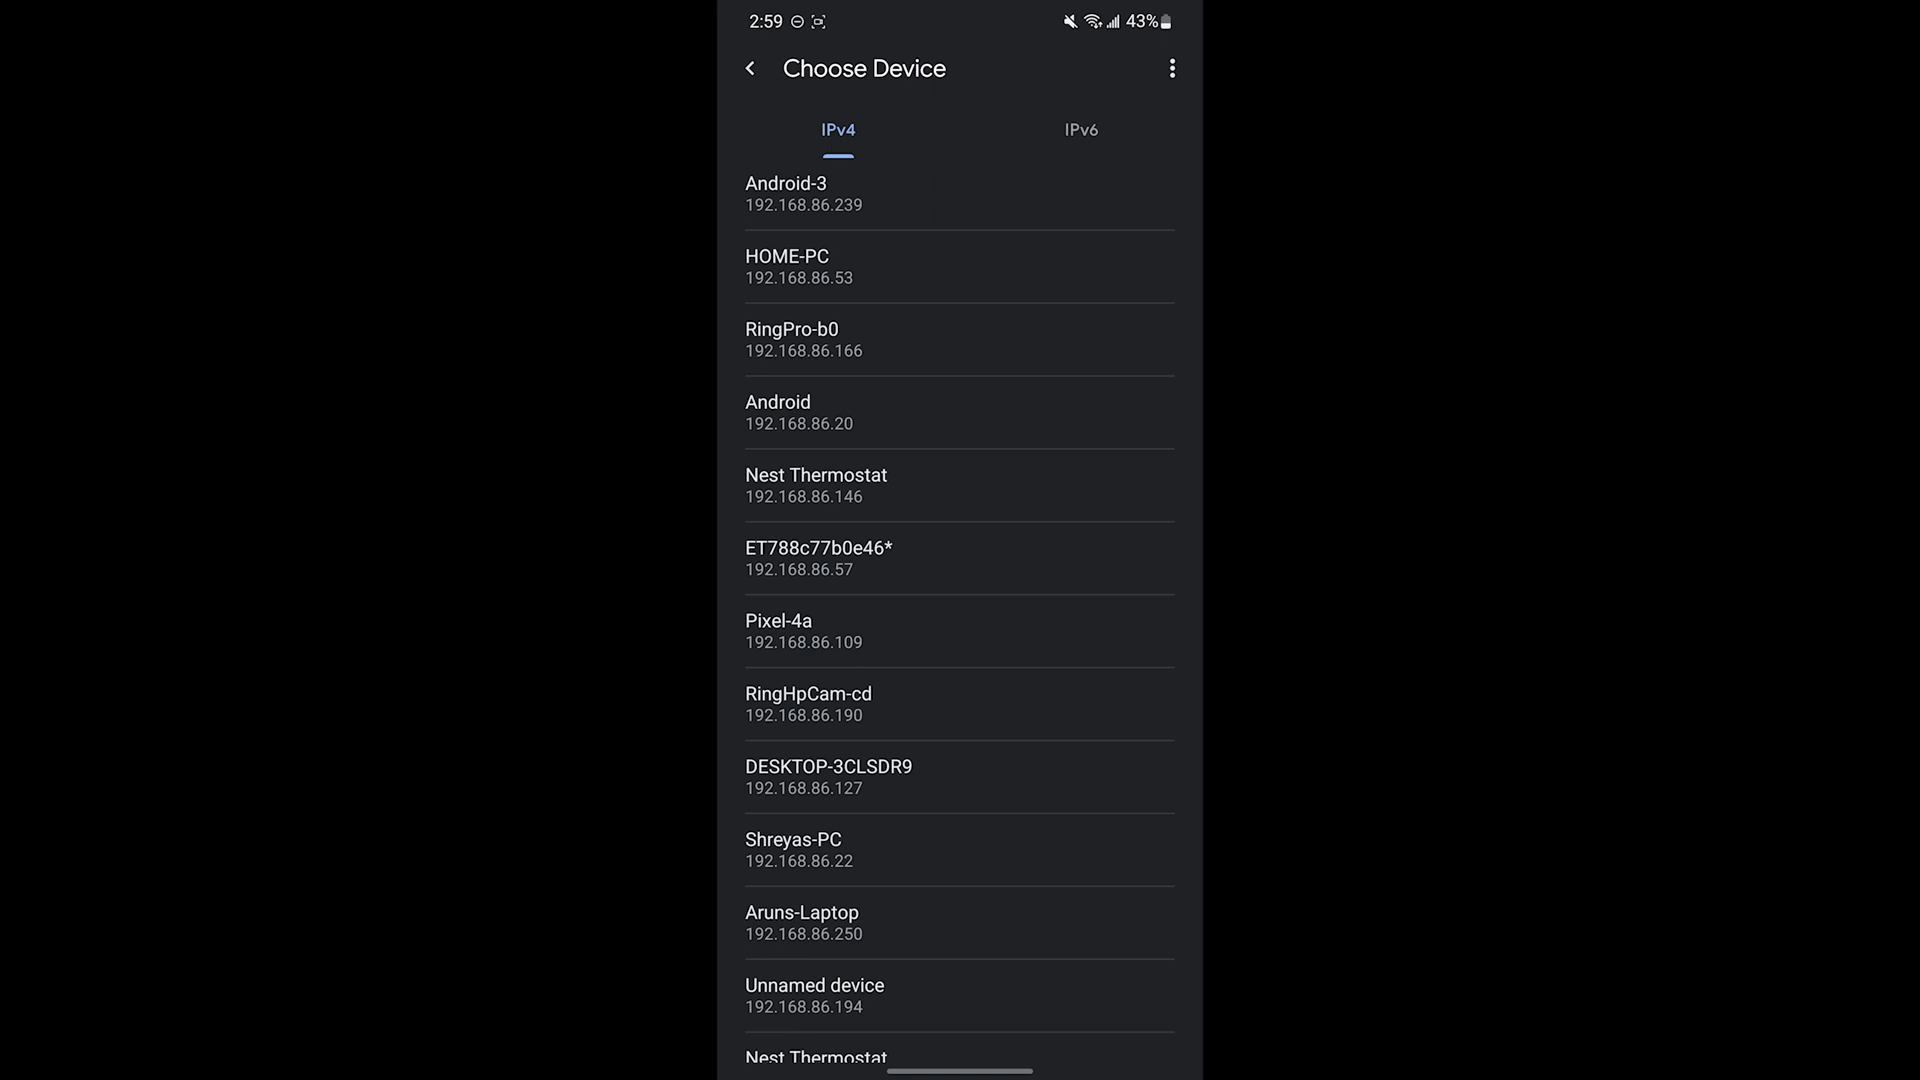 2:59
43%
Choose Device
IPv4
IPv6
Android-3
192.168.86.239
HOME-PC
192.168.86.53
RingPro-b0
192.168.86.166
Android
192.168.86.20
Nest Thermostat
192.168.86.146
ET788c77b0e46*
192.168.86.57
Pixel-4a
192.168.86.109
RingHpCam-cd
192.168.86.190
DESKTOP-3CLSDR9
192.168.86.127
Shreyas-PC
192.168.86.22
Aruns-Laptop
192.168.86.250
Unnamed device
192.168.86.194
Nest Thermostat